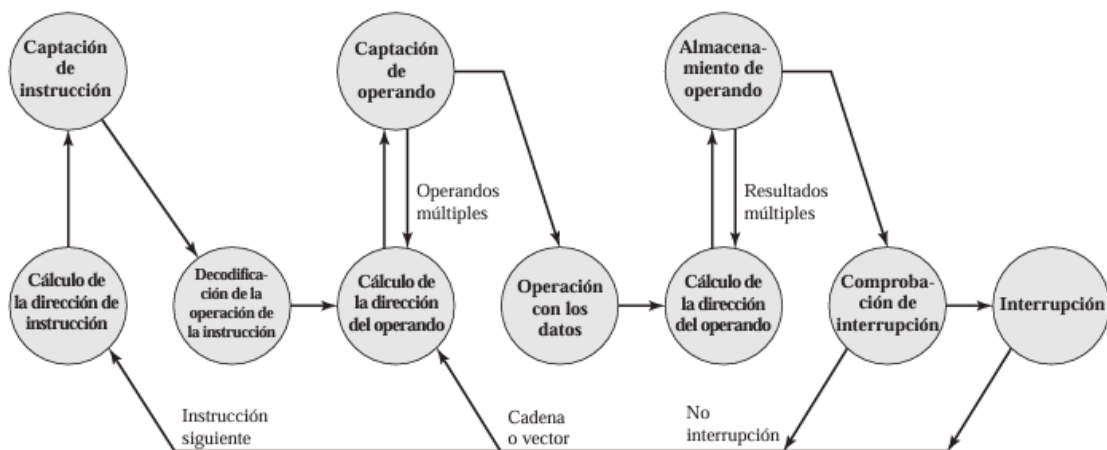 Captación
de
instrucción
Captación
de
operando
Almacena-
miento de
operando
Operandos
múltiples
Resultados
múltiples
Cálculo de
la dirección de
instrucción
Decodifica-
ción de la
operación de
la instrucción
Cálculo de
la dirección
del operando
Operación
con los
datos
Cálculo de
la dirección
del operando
Comproba-
ción de
interrupción
Interrupción
Instrucción
siguiente
Cadena
o vector
No
interrupción